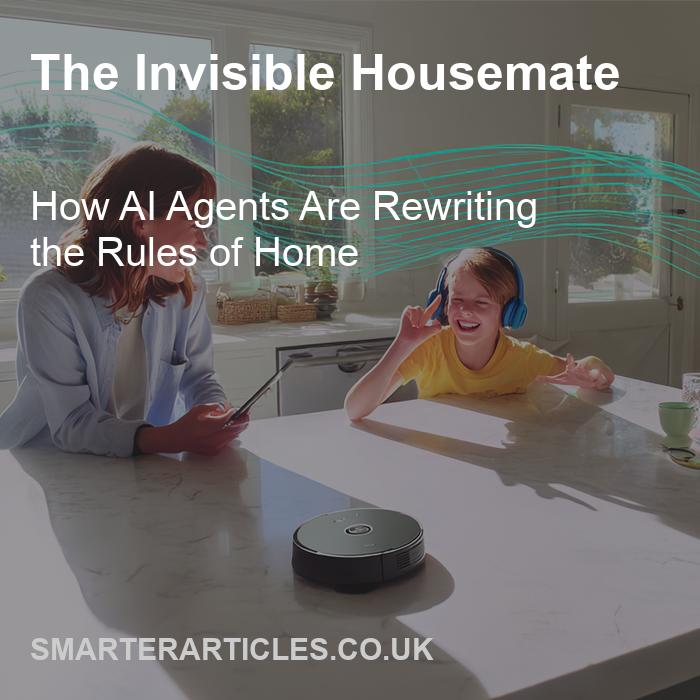 The Invisible Housemate
How AI Agents Are Rewriting
the Rules of Home
SMARTERARTICLES.CO.UK